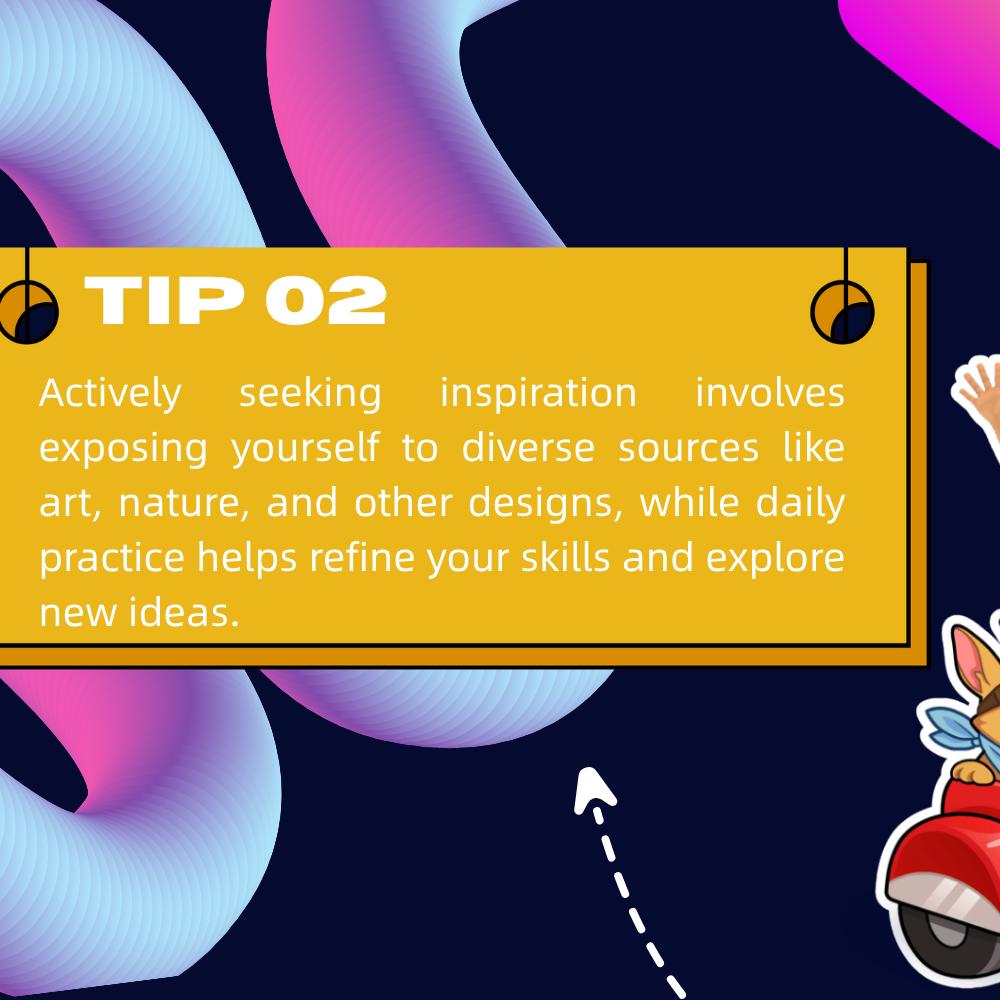 TIP 02
Actively seeking inspiration involves
exposing yourself to diverse sources like
art, nature, and other designs, while daily
practice helps refine your skills and explore
new ideas.